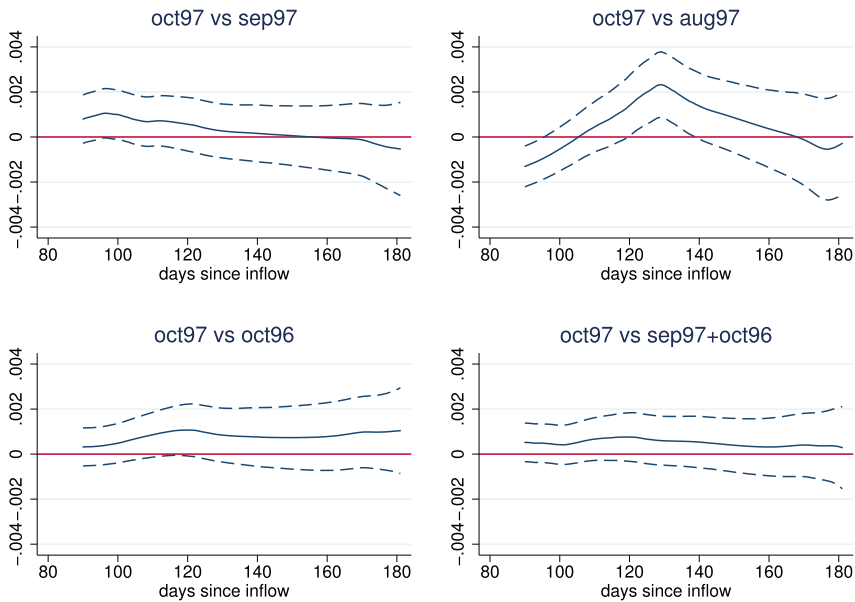 oct97 vs sep97
.004
.002
0
-.002
-.004
80 100 120 140 160 180
days since inflow
oct97 vs aug97
.004
.002
0
-.002
-.004
80 100 120 140 160 180
days since inflow
oct97 vs oct96
.004
.002
0
-.002
-.004
80 100 120 140 160 180
days since inflow
oct97 vs sep97+oct96
.004
.002
0
-.002
-.004
80 100 120 140 160 180
days since inflow